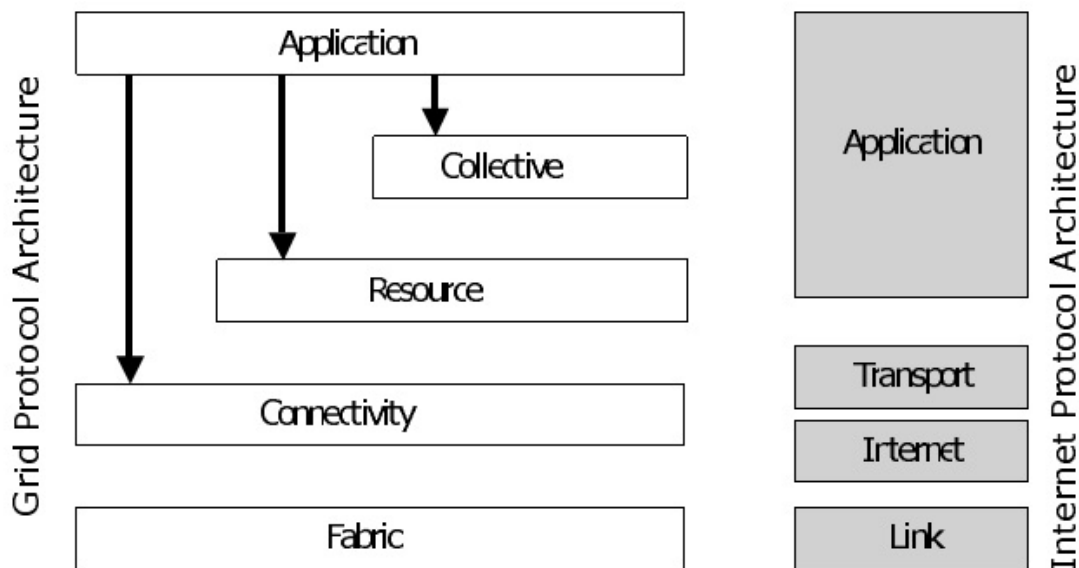 Grid Protocol Architecture
Application
Collective
Resource
Connectivity
Fabric
Application
Transport
Internet
Link
Internet Protocol Architecture